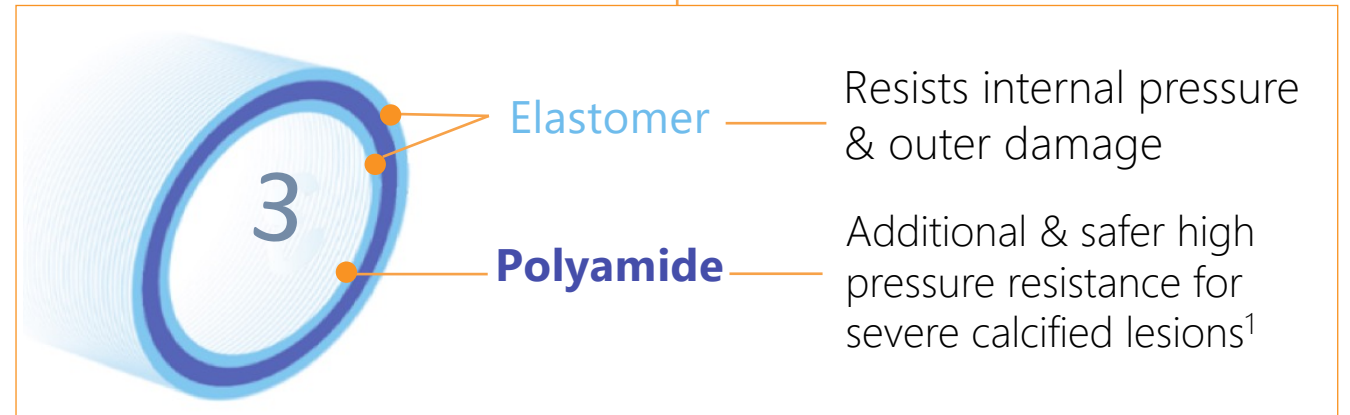 3
Elastomer
Resists internal pressure
& outer damage
Polyamide
Additional & safer high
pressure resistance for
severe calcified lesions¹